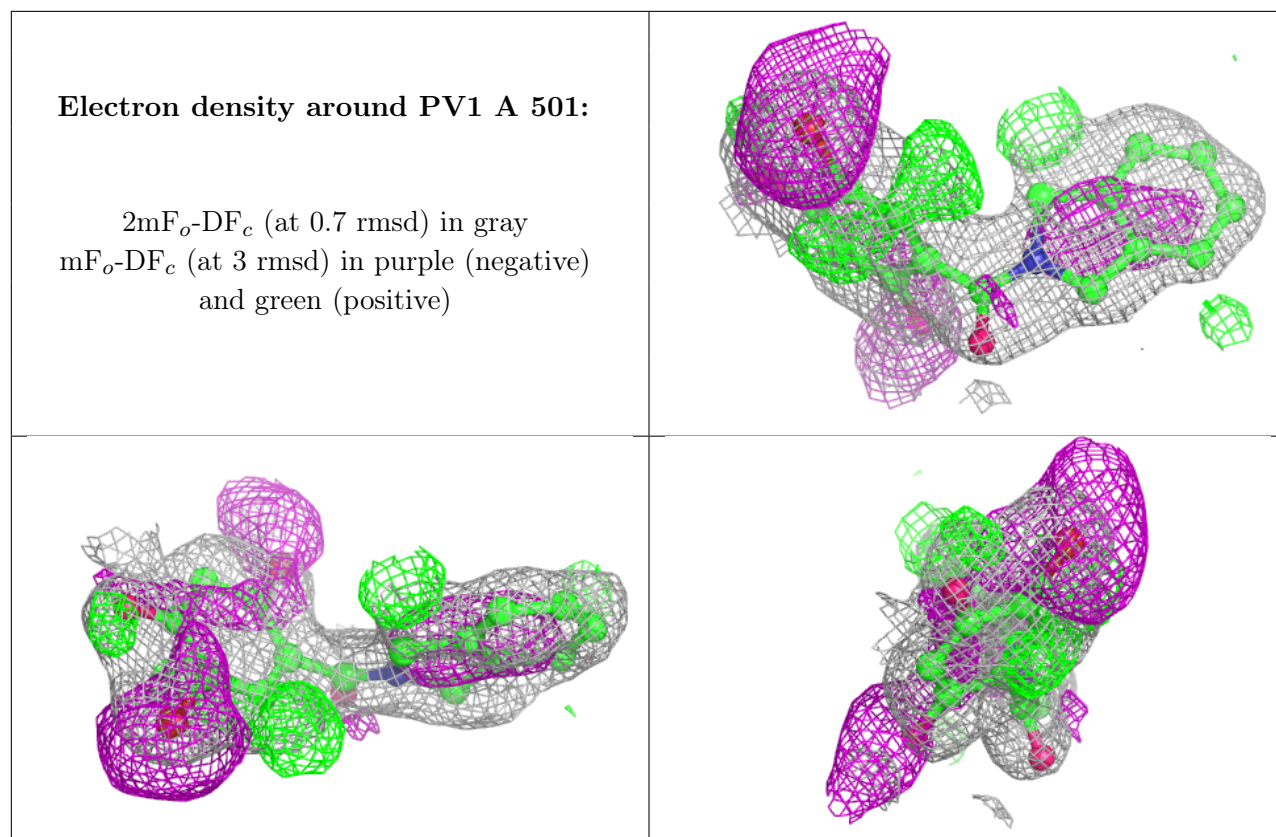 Electron density around PV1 A 501:
2mFₒ-DF𝒸 (at 0.7 rmsd) in gray
mFₒ-DF𝒸 (at 3 rmsd) in purple (negative)
and green (positive)